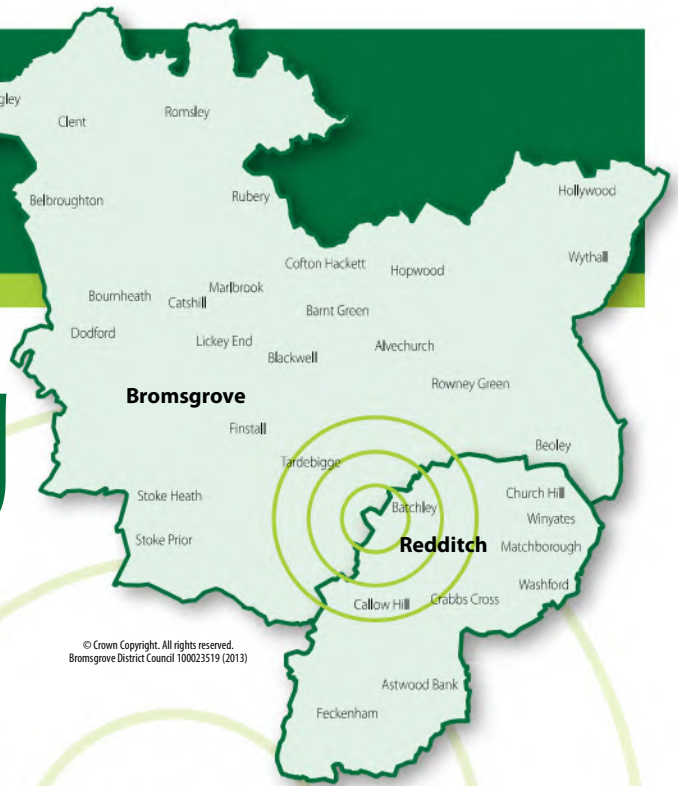 Clent
Romsley
Belbroughton
Rubery
Hollywood
Cofton Hackett
Hopwood
Wythall
Bournheath
Catshill
Marlbrook
Barnt Green
Dodford
Lickey End
Blackwell
Alvechurch
Rowney Green
Bromsgrove
Finstall
Tardebigge
Beoley
Stoke Heath
Batchley
Church Hill
Winyates
Stoke Prior
Redditch
Matchborough
Washford
Callow Hill
Crabbs Cross
© Crown Copyright. All rights reserved.
Bromsgrove District Council 100023519 (2013)
Astwood Bank
Feckenham